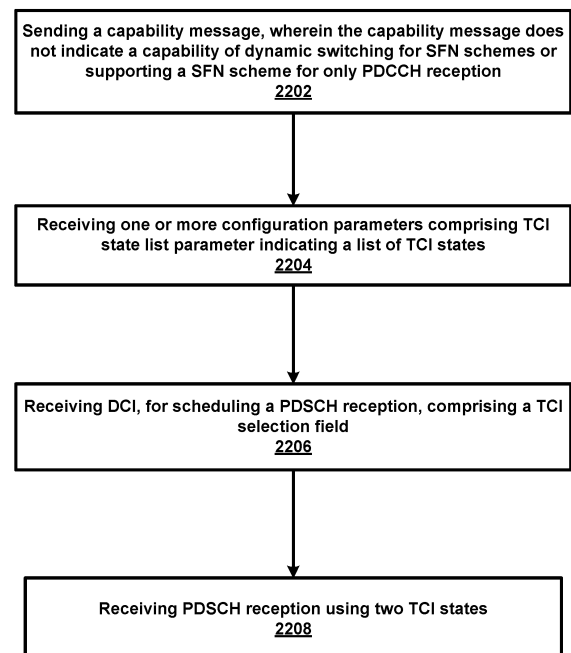 Sending a capability message, wherein the capability message does
not indicate a capability of dynamic switching for SFN schemes or
supporting a SFN scheme for only PDCCH reception
2202
Receiving one or more configuration parameters comprising TCI
state list parameter indicating a list of TCI states
2204
Receiving DCI, for scheduling a PDSCH reception, comprising a TCI
selection field
2206
Receiving PDSCH reception using two TCI states
2208